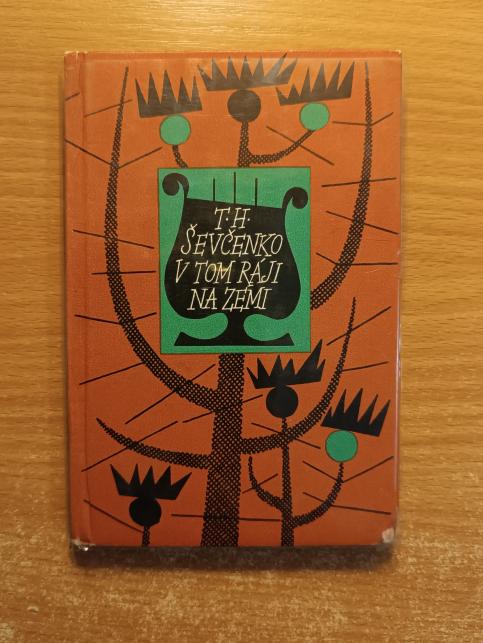 T. H.
ŠEVČENKO
V TOM RÁJI
NA ZEMI